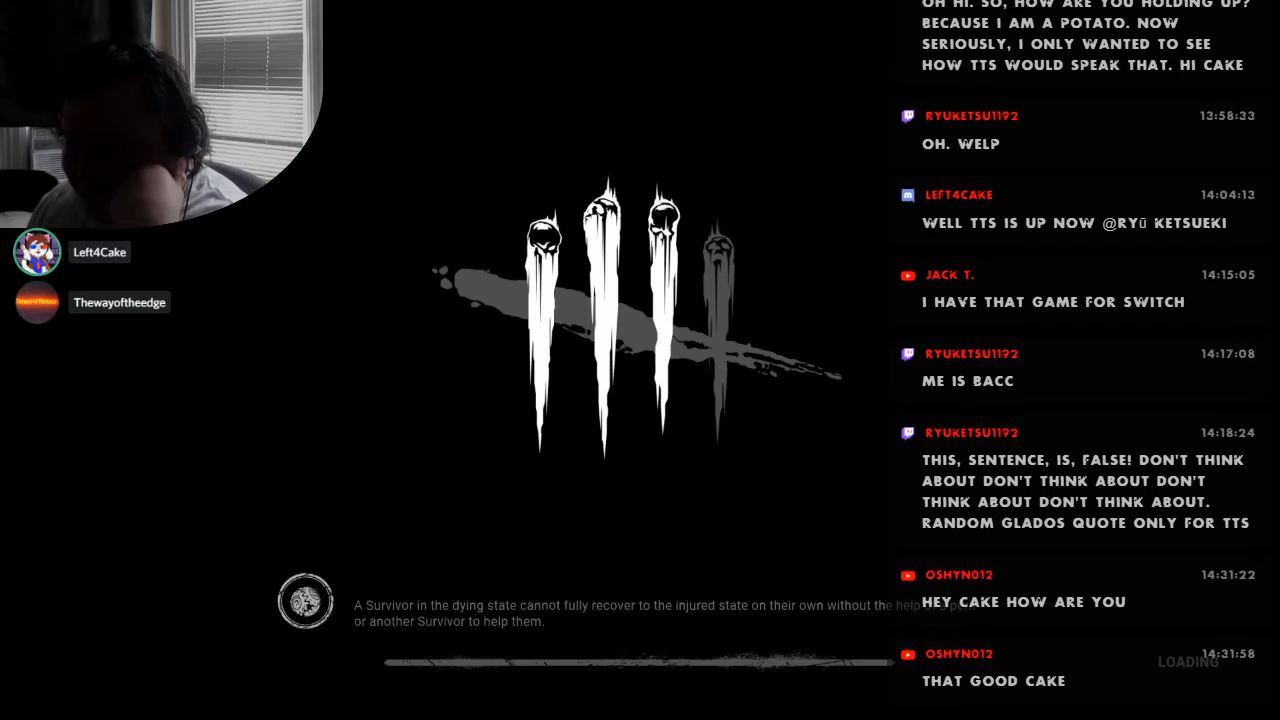 OH HI. SO, HOW ARE YOU HOLDING UP?
BECAUSE I AM A POTATO. NOW
SERIOUSLY, I ONLY WANTED TO SEE
HOW TTS WOULD SPEAK THAT. HI CAKE
RYUKETSU1192 13:58:33
OH. WELP
LEFT4CAKE 14:04:13
WELL TTS IS UP NOW @RYŪ KETSUEKI
JACK T. 14:15:05
I HAVE THAT GAME FOR SWITCH
RYUKETSU1192 14:17:08
ME IS BACC
RYUKETSU1192 14:18:24
THIS, SENTENCE, IS, FALSE! DON'T THINK
ABOUT DON'T THINK ABOUT DON'T
THINK ABOUT DON'T THINK ABOUT.
RANDOM GLADOS QUOTE ONLY FOR TTS
OSHYN012 14:31:22
HEY CAKE HOW ARE YOU
OSHYN012 14:31:58
THAT GOOD CAKE
Left4Cake
Thewayoftheedge
A Survivor in the dying state cannot fully recover to the injured state on their own without the help of a
or another Survivor to help them.
LOADING